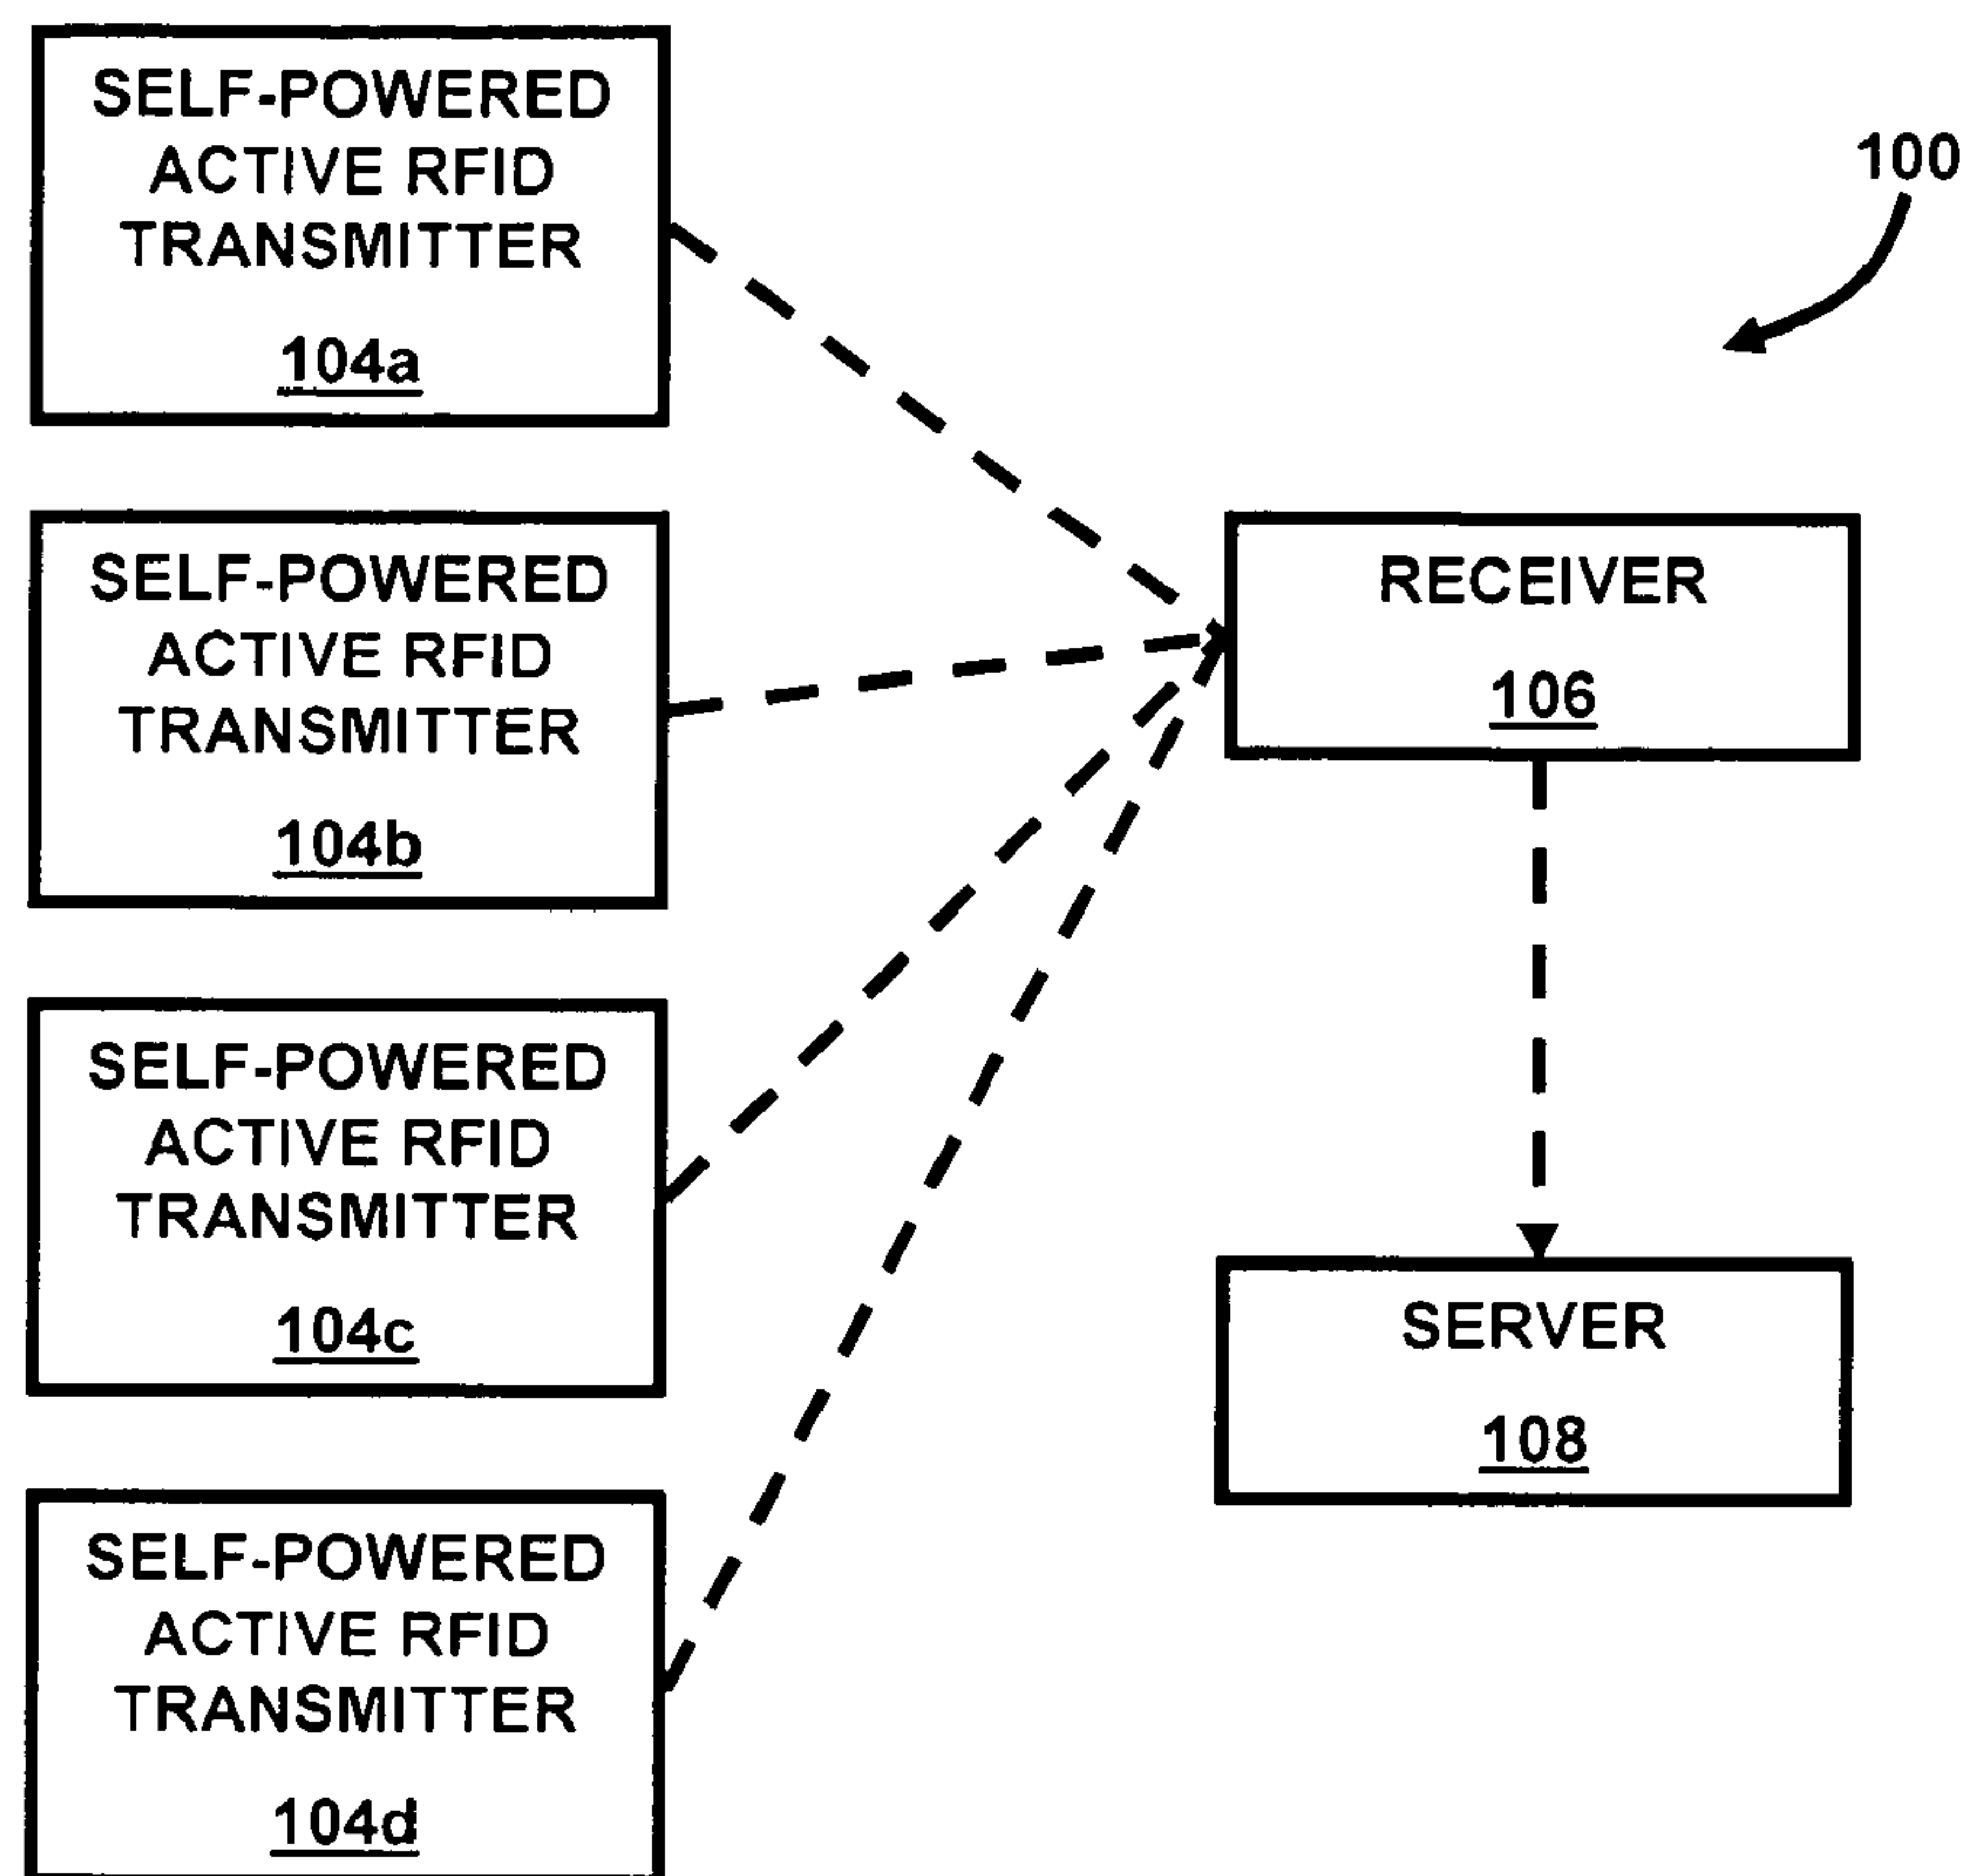 SELF-POWERED
ACTIVE RFID
TRANSMITTER
104a
100
SELF-POWERED
ACTIVE RFID
TRANSMITTER
104b
RECEIVER
106
SELF-POWERED
ACTIVE RFID
TRANSMITTER
104c
SERVER
108
SELF-POWERED
ACTIVE RFID
TRANSMITTER
104d